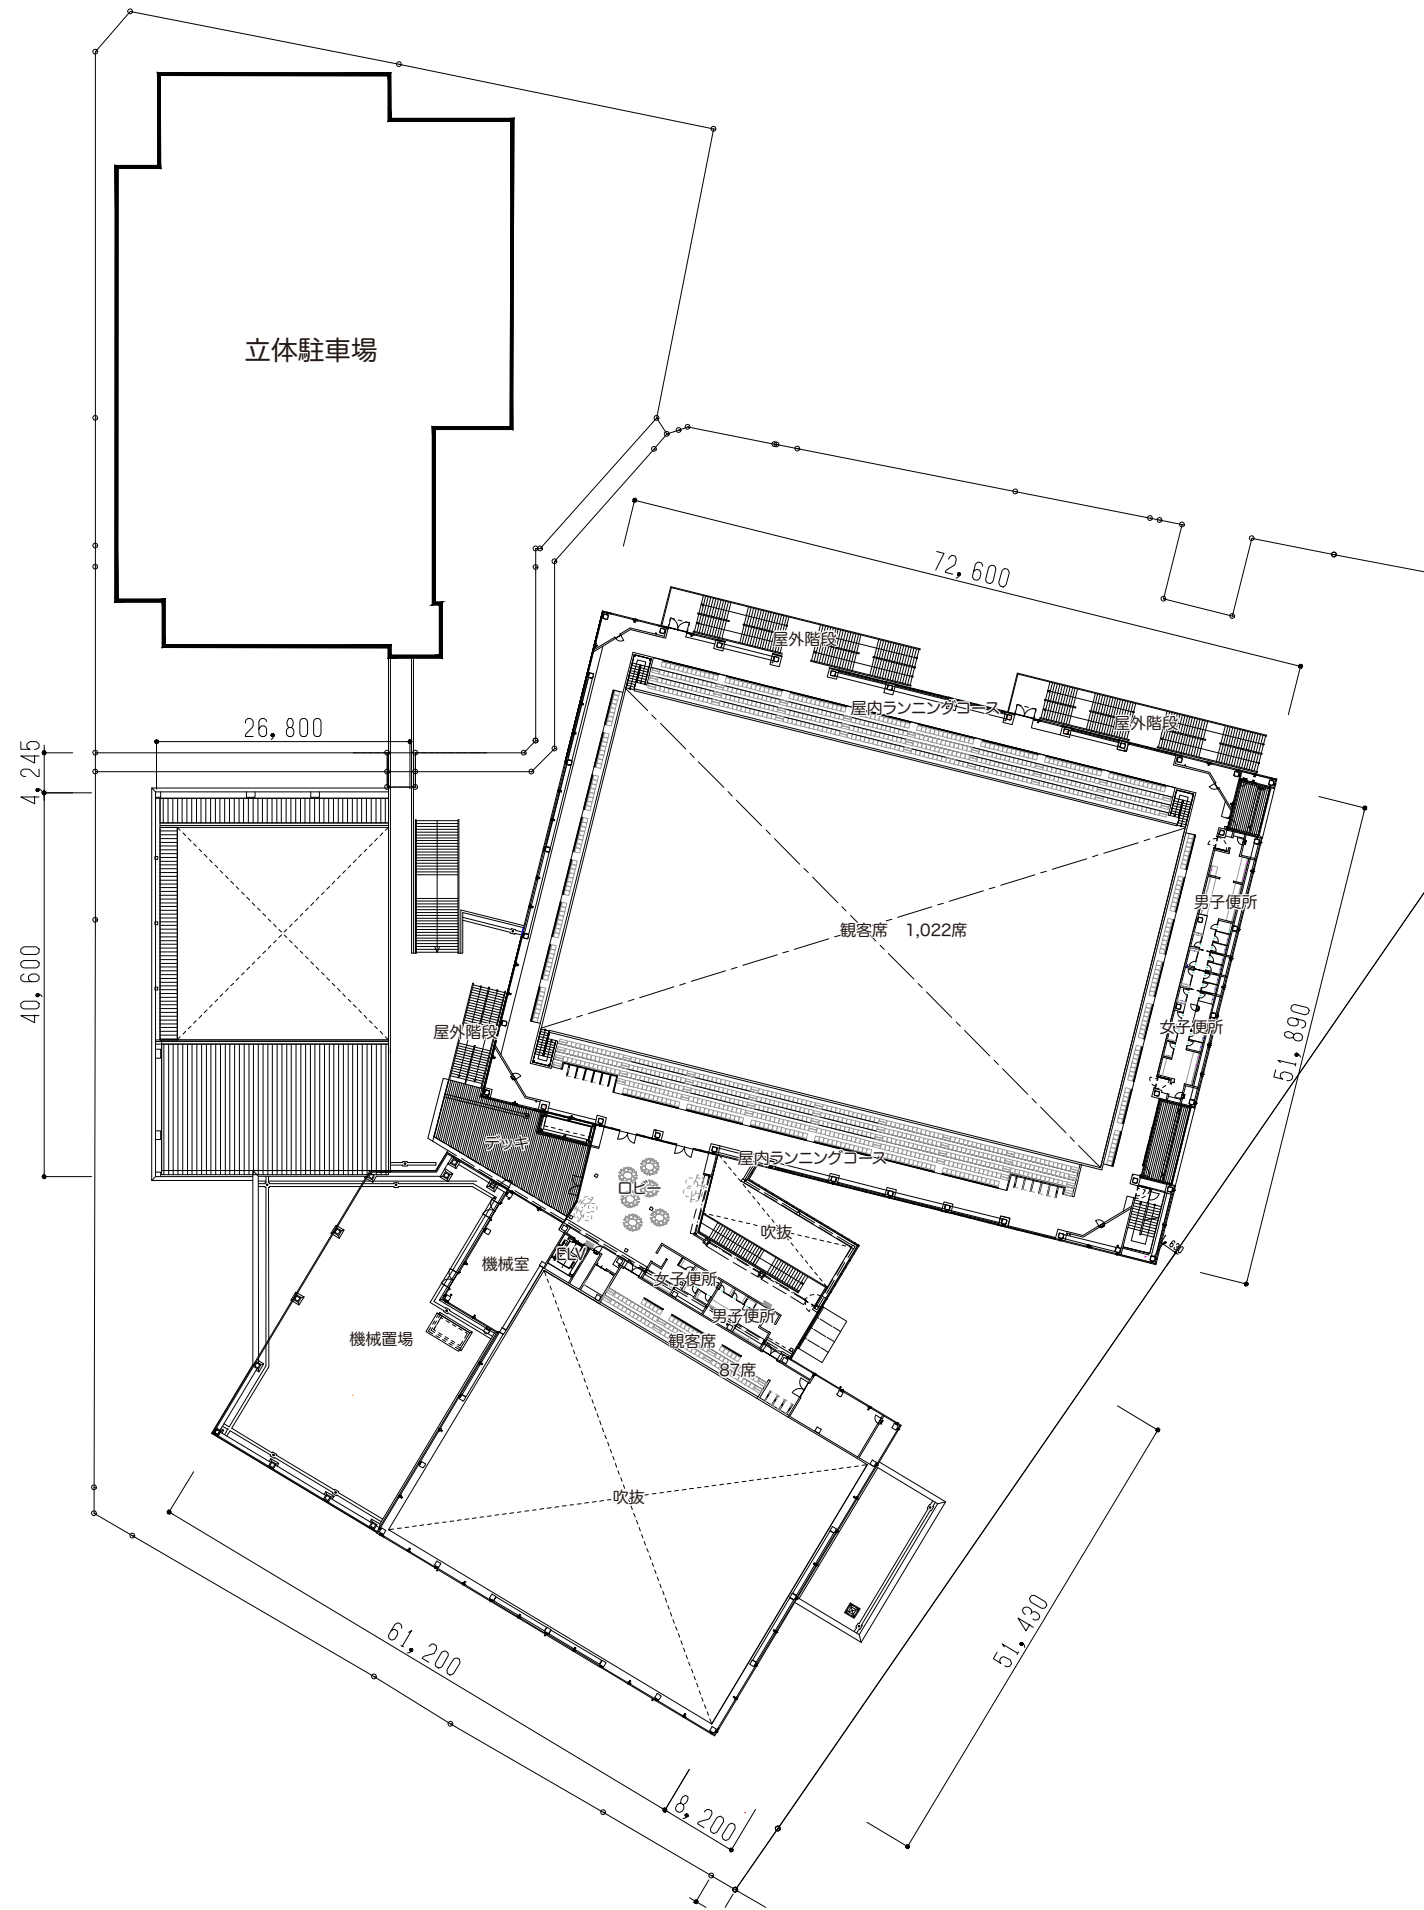 立体駐車場
72,600
屋外階段
屋内ランニングコース
屋外階段
26,800
4,245
男子便所
観客席 1,022席
40,600
女子便所
屋外階段
51,890
デッキ
屋内ランニングコース
ロビー
吹抜
ELV
機械室
女子便所
男子便所
機械置場
観客席
87席
吹抜
61,200
51,430
8,200